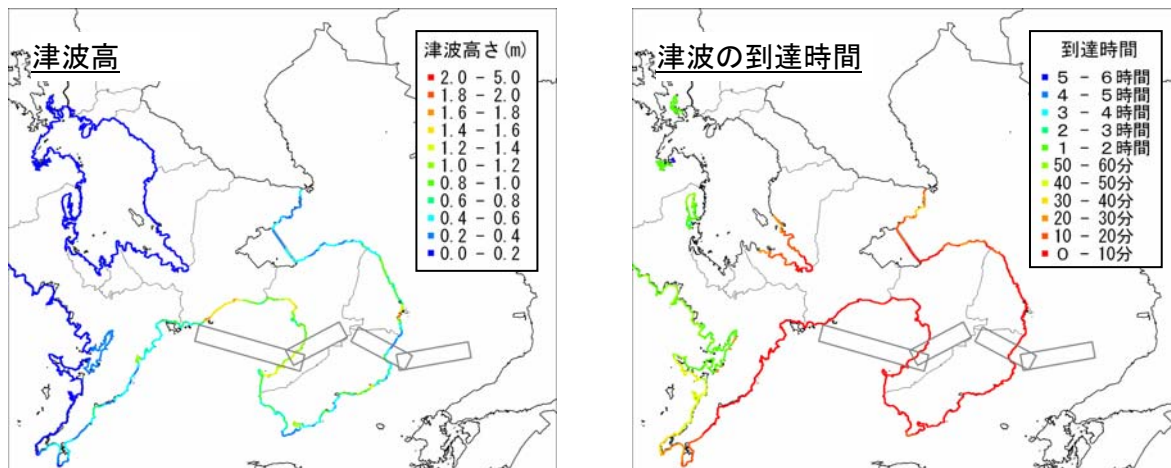 津波高
津波高さ(m)
2.0 - 5.0
1.8 - 2.0
1.6 - 1.8
1.4 - 1.6
1.2 - 1.4
1.0 - 1.2
0.8 - 1.0
0.6 - 0.8
0.4 - 0.6
0.2 - 0.4
0.0 - 0.2
津波の到達時間
到達時間
5 - 6時間
4 - 5時間
3 - 4時間
2 - 3時間
1 - 2時間
50 - 60分
40 - 50分
30 - 40分
20 - 30分
10 - 20分
0 - 10分